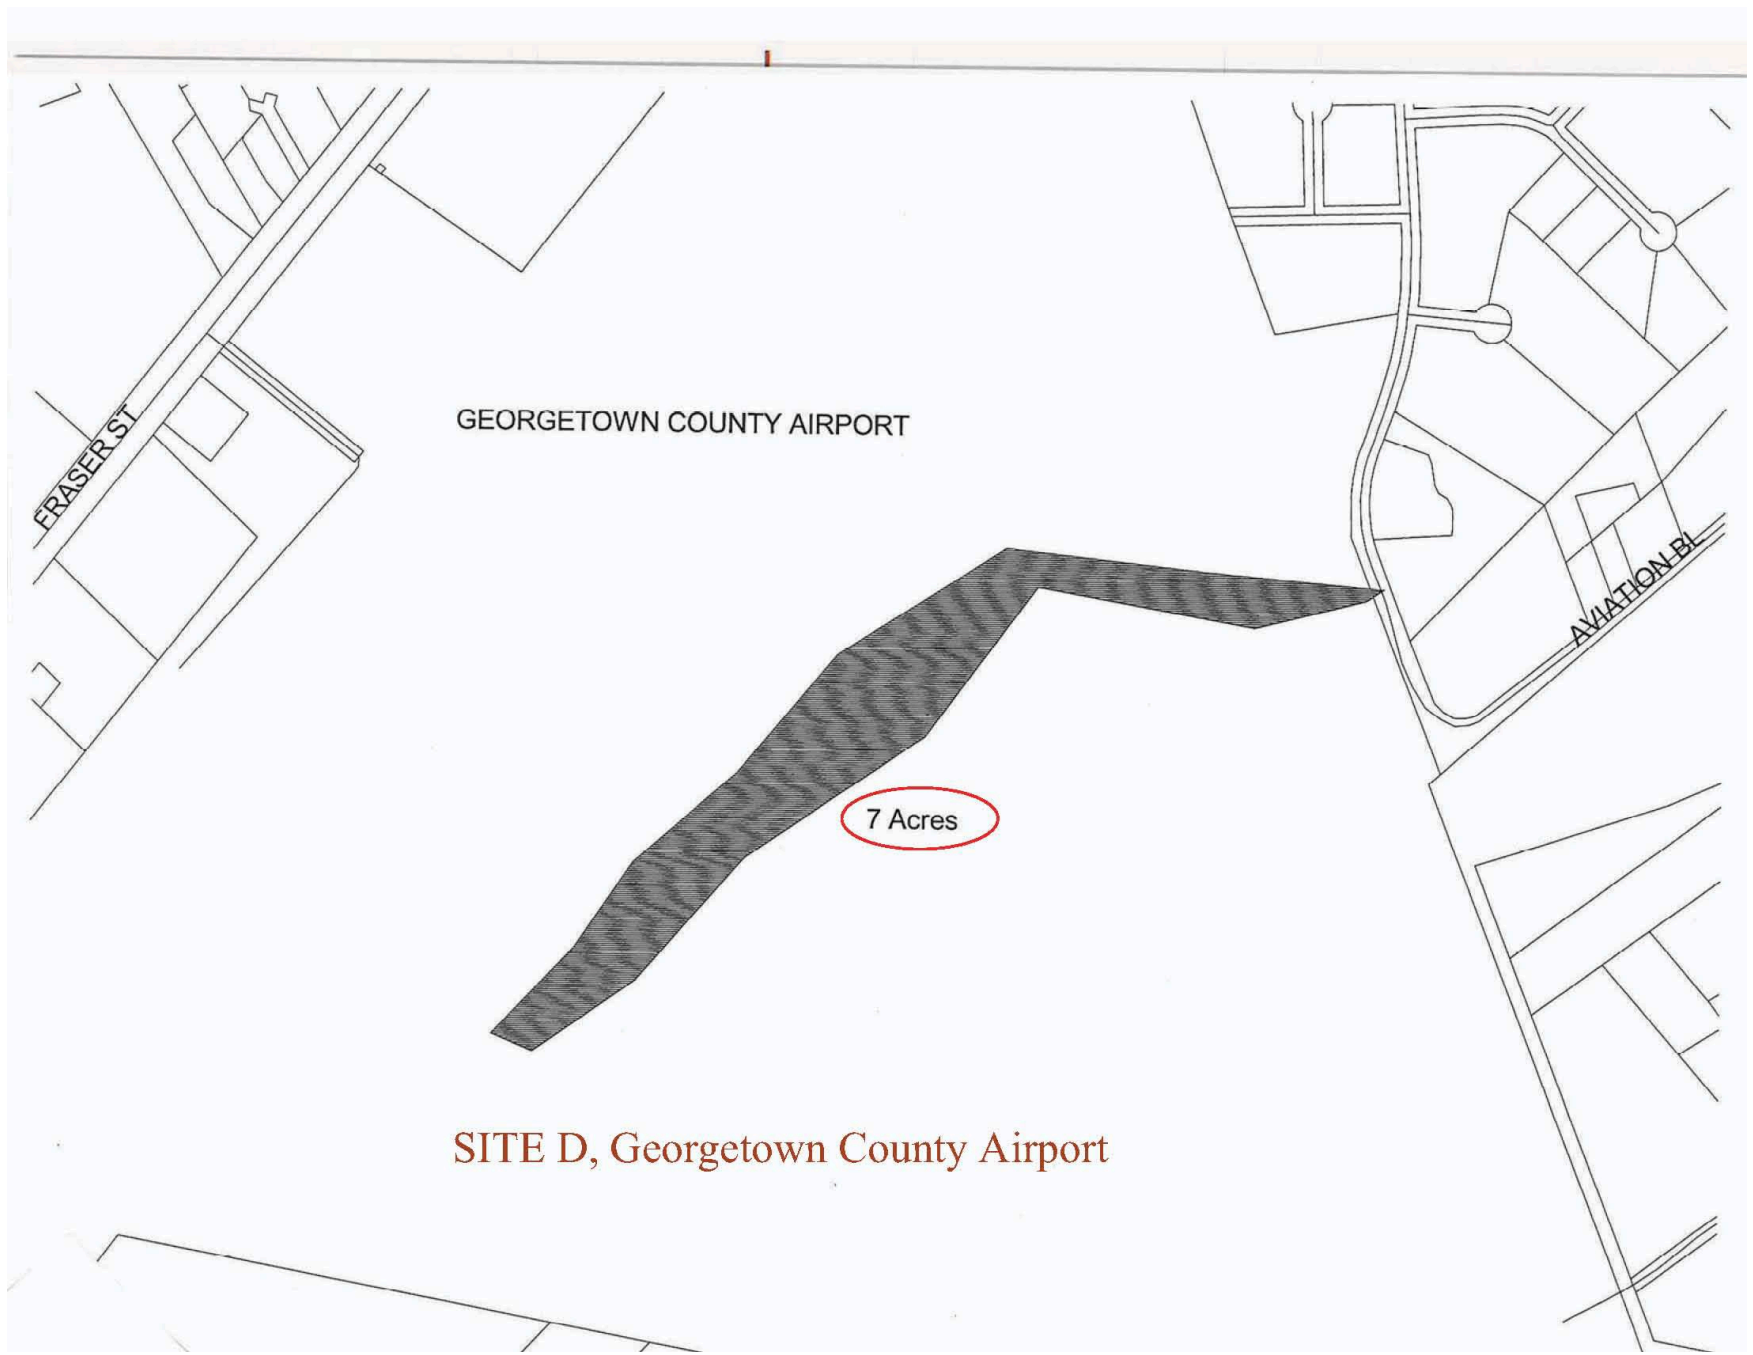 GEORGETOWN COUNTY AIRPORT
FRASER ST
AVIATION BL
7 Acres
SITE D, Georgetown County Airport